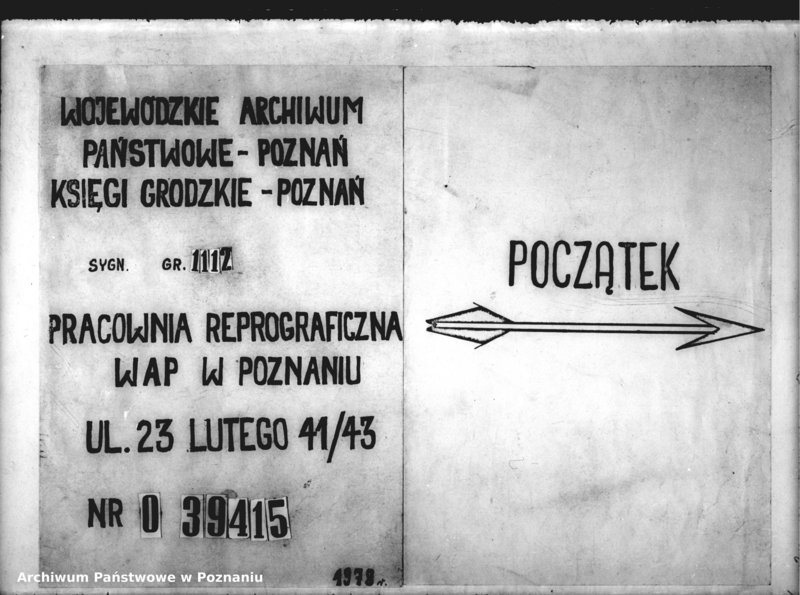 WOJEWÓDZKIE ARCHIWUM
PAŃSTWOWE - POZNAŃ
KSIĘGI GRODZKIE - POZNAŃ
SYGN. GR. 1112
PRACOWNIA REPROGRAFICZNA
WAP W POZNANIU
UL. 23 LUTEGO 41/43
NR 0 39415
1979 r.
POCZĄTEK
Archiwum Państwowe w Poznaniu